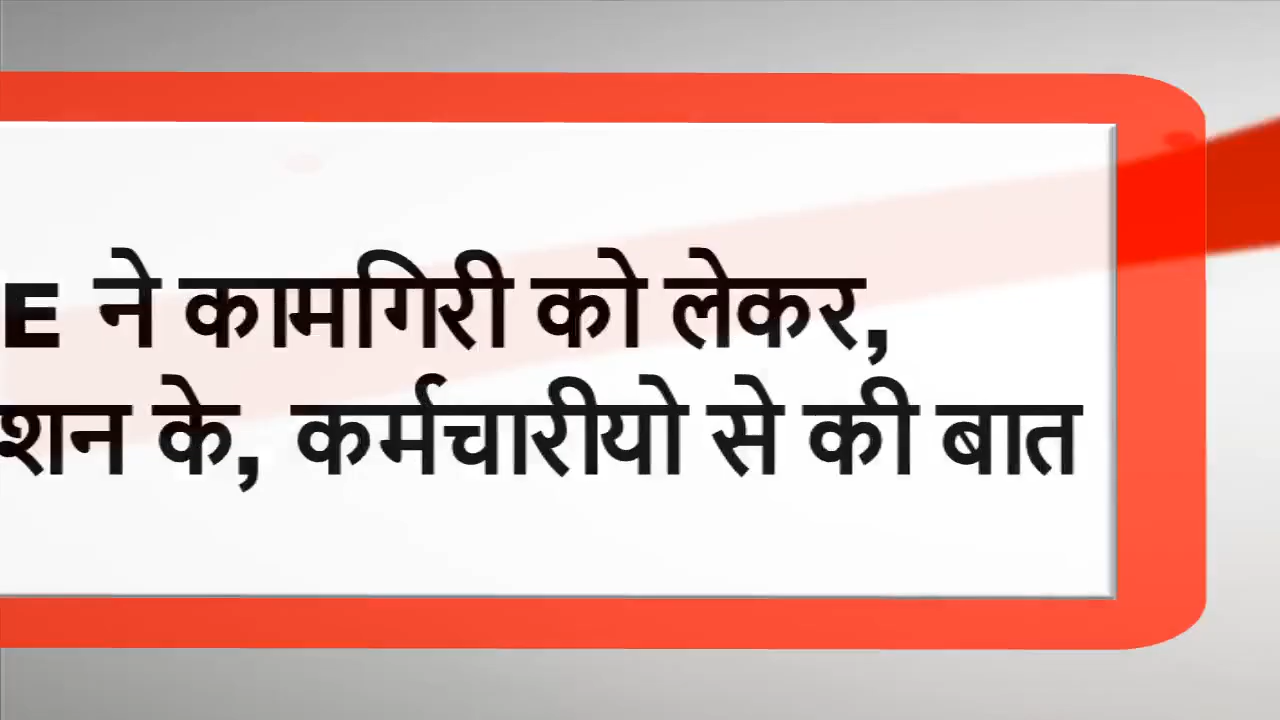 E ने कामगिरी को लेकर,
शन के, कर्मचारीयो से की बात